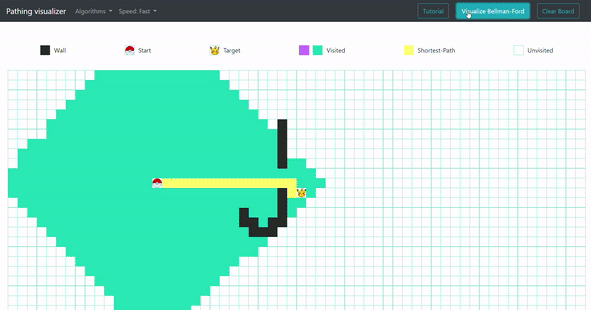 Pathing visualizer Algorithms Speed: Fast Tutorial Visualize Bellman-Ford Clear Board
Wall Start Target Visited Shortest-Path Unvisited